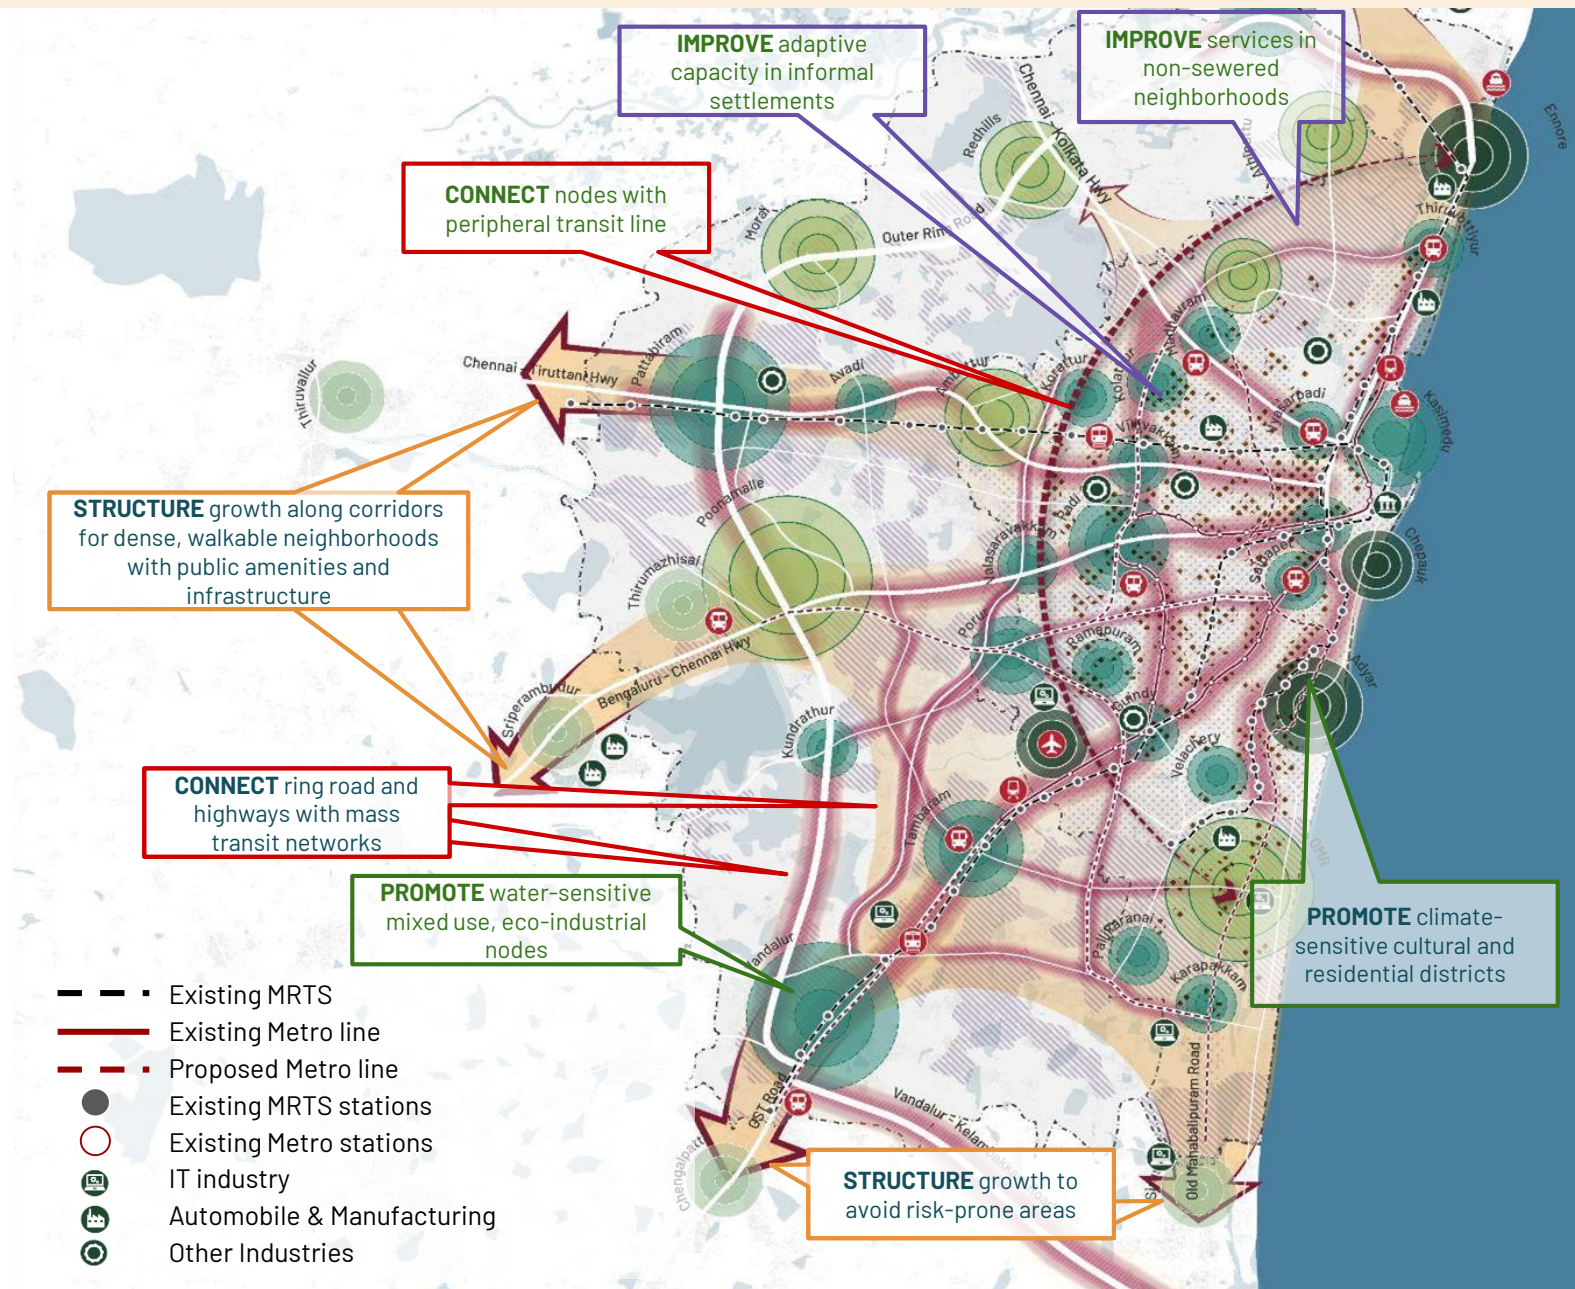 IMPROVE adaptive
capacity in informal
settlements
IMPROVE services in
non-sewered
neighborhoods
CONNECT nodes with
peripheral transit line
STRUCTURE growth along corridors
for dense, walkable neighborhoods
with public amenities and
infrastructure
CONNECT ring road and
highways with mass
transit networks
PROMOTE water-sensitive
mixed use, eco-industrial
nodes
PROMOTE climate-
sensitive cultural and
residential districts
STRUCTURE growth to
avoid risk-prone areas
Chennai - Kolkata Hwy
Redhills
Ennore
Outer Ring Road
Chennai - Tiruttani Hwy
Pattabiram
Avadi
Korattur
Madhavaram
Kasimedu
Thiruvallur
Poonamalle
Thirumazhisai
Padi
Chepauk
Porur
Ramapuram
Adyar
Bengaluru - Chennai Hwy
Sriperambudur
Kundrathur
Guindy
Velachery
Tambaram
OMR
Karapakkam
GST Road
Old Mahabalipuram Road
Existing MRTS
Existing Metro line
Proposed Metro line
Existing MRTS stations
Existing Metro stations
IT industry
Automobile & Manufacturing
Other Industries